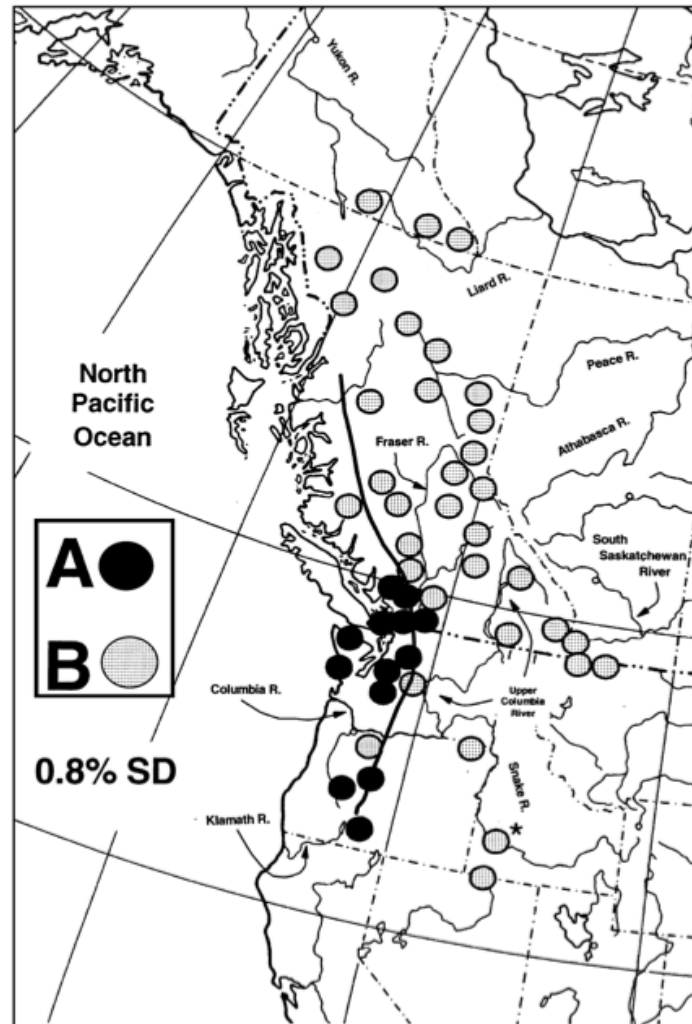 Yukon R.
Liard R.
Peace R.
North
Pacific
Ocean
Athabasca R.
Fraser R.
South
Saskatchewan
River
A
B
Columbia R.
Upper
Columbia
River
0.8% SD
Snake R.
Klamath R.
*